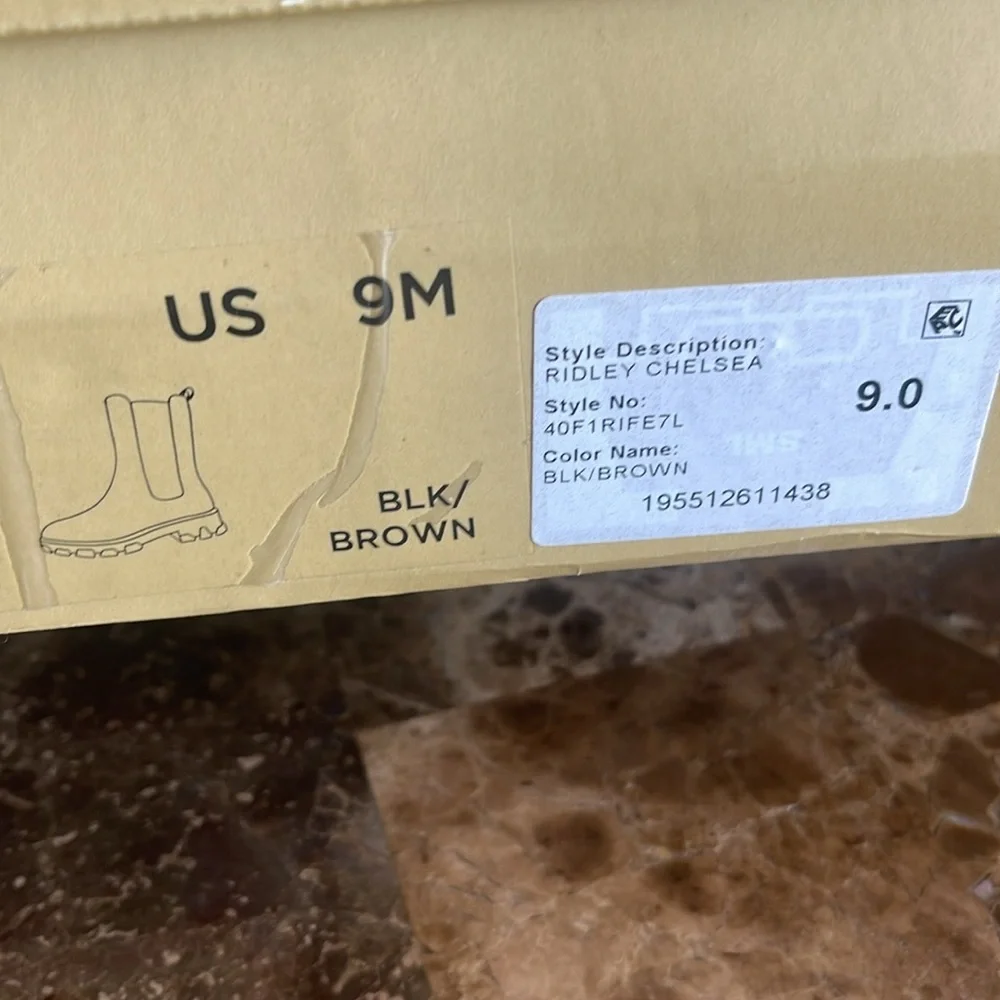 US 9M
BLK/
BROWN
Style Description:
RIDLEY CHELSEA
9.0
Style No:
40F1RIFE7L
Color Name:
BLK/BROWN
195512611438